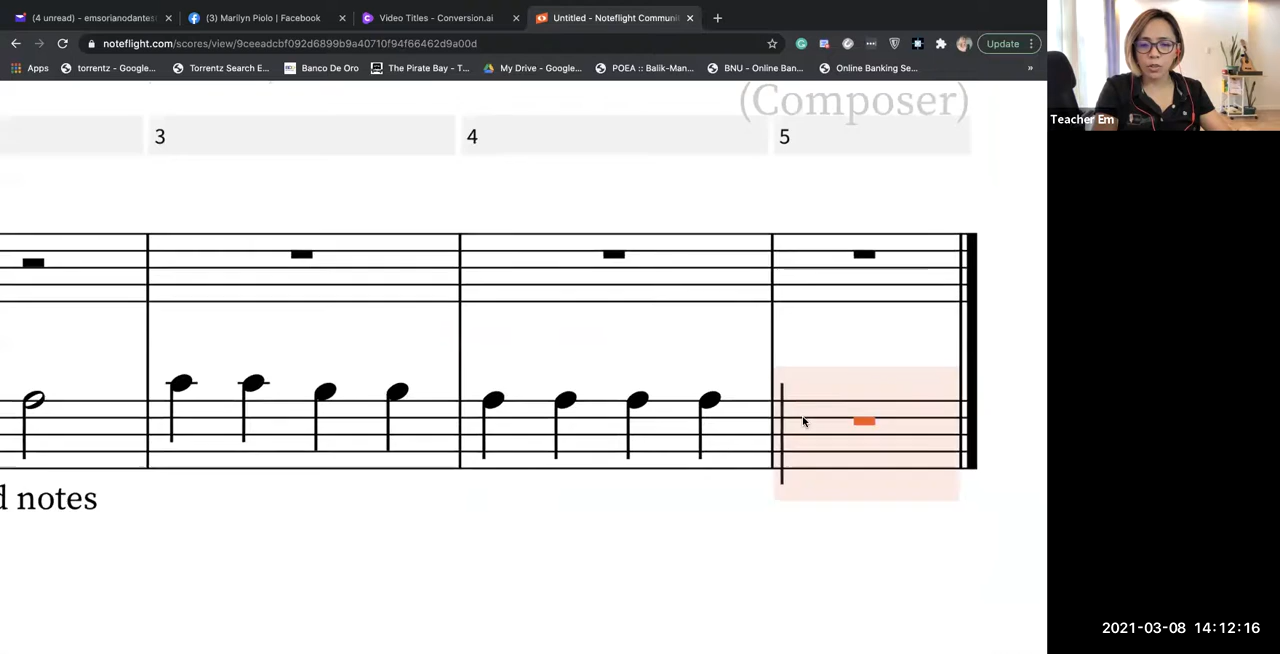 (4 unread) - emsorianodantes
(3) Marilyn Piolo | Facebook
Video Titles - Conversion.ai
Untitled - Noteflight Communi
noteflight.com/scores/view/9ceeadcbf092d6899b9a40710f94f66462d9a00d
Update
Apps
torrentz - Google...
Torrentz Search E...
Banco De Oro
The Pirate Bay - T...
My Drive - Google...
POEA :: Balik-Man...
BNU - Online Ban...
Online Banking Se...
»
Teacher Em
(Composer)
3
4
5
d notes
2021-03-08 14:12:16